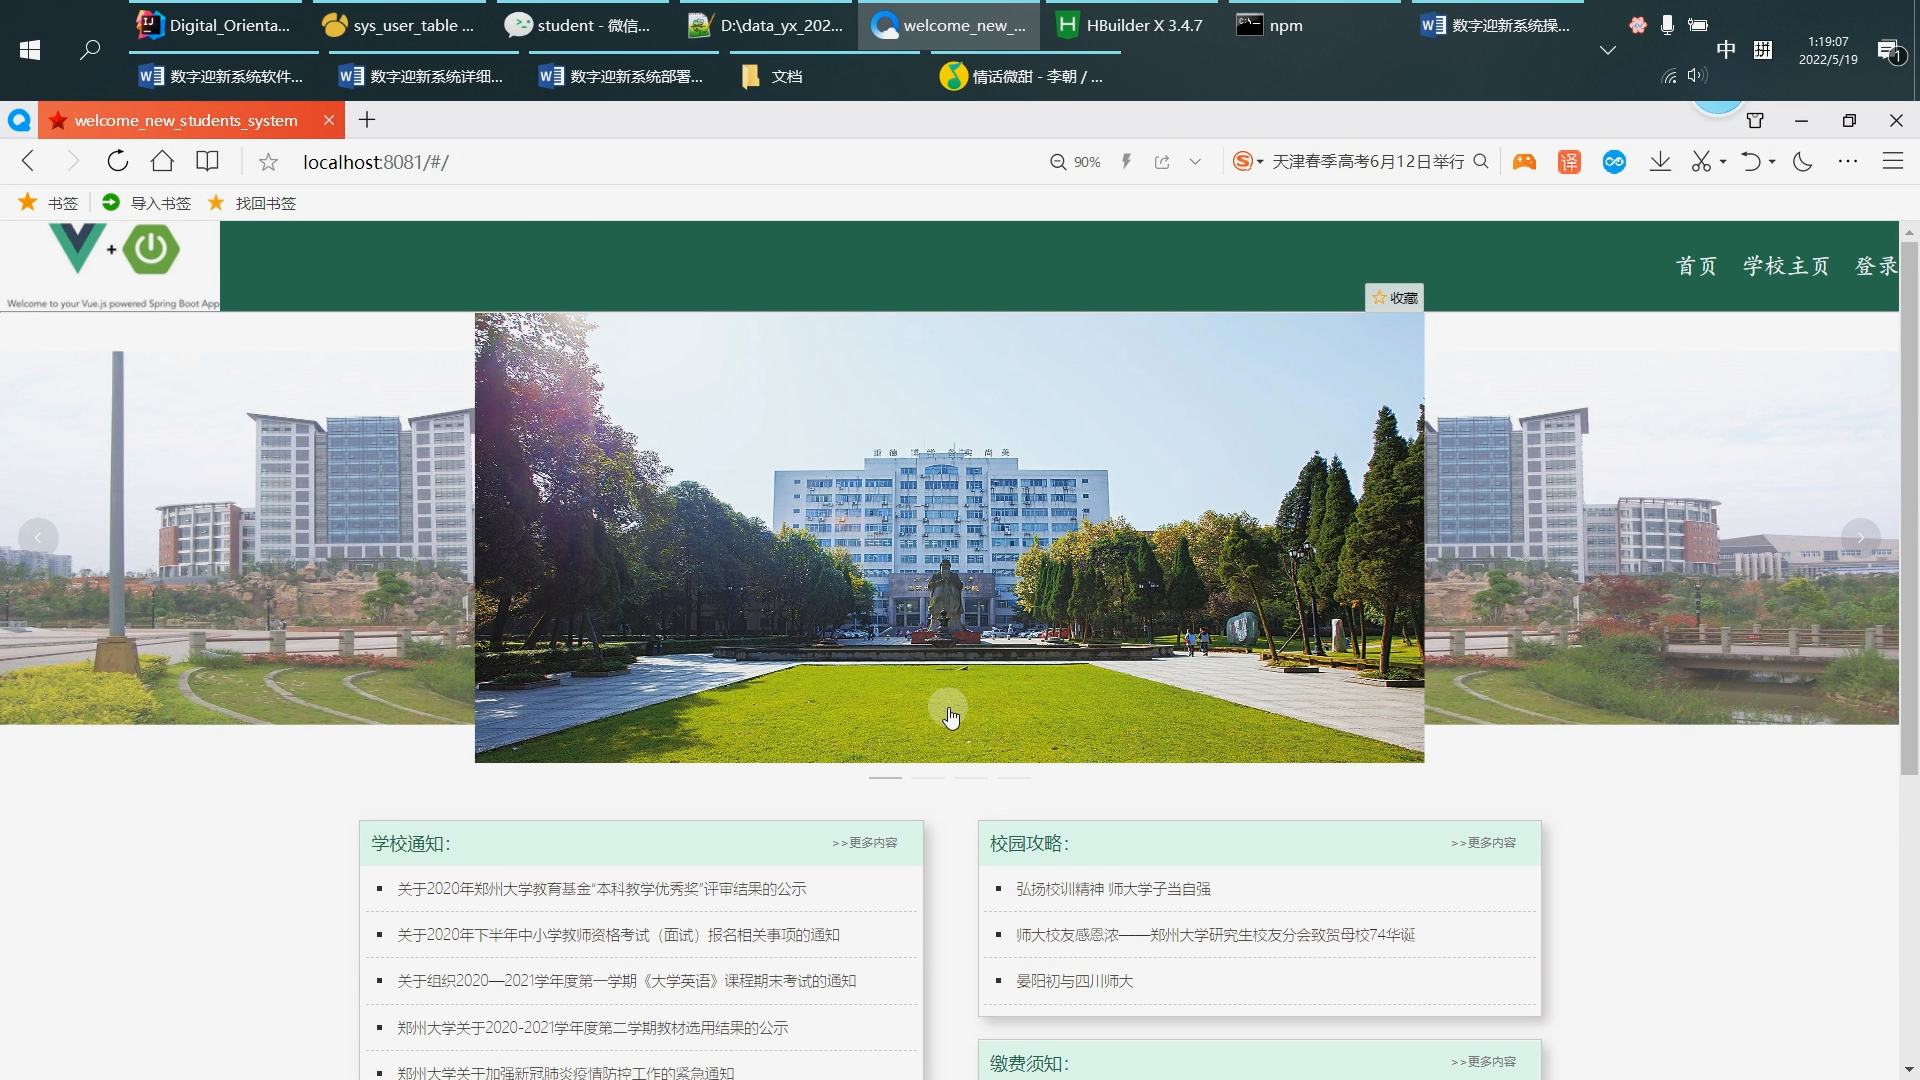 Digital_Orienta...
sys_user_table ...
student - 微信...
D:\data_yx_202...
welcome_new_...
HBuilder X 3.4.7
npm
数字迎新系统操...
数字迎新系统软件...
数字迎新系统详细...
数字迎新系统部署...
文档
情话微甜 - 李朝 / ...
中
拼
1:19:07
2022/5/19
1
welcome_new_students_system
localhost:8081/#/
90%
天津春季高考6月12日举行
译
书签
导入书签
找回书签
+
Welcome to your Vue.js powered Spring Boot App
首页 学校主页 登录
收藏
学校通知:
>>更多内容
关于2020年郑州大学教育基金“本科教学优秀奖”评审结果的公示
关于2020年下半年中小学教师资格考试（面试）报名相关事项的通知
关于组织2020—2021学年度第一学期《大学英语》课程期末考试的通知
郑州大学关于2020-2021学年度第二学期教材选用结果的公示
郑州大学关于加强新冠肺炎疫情防控工作的紧急通知
校园攻略:
>>更多内容
弘扬校训精神 师大学子当自强
师大校友感恩浓——郑州大学研究生校友分会致贺母校74华诞
晏阳初与四川师大
缴费须知:
>>更多内容